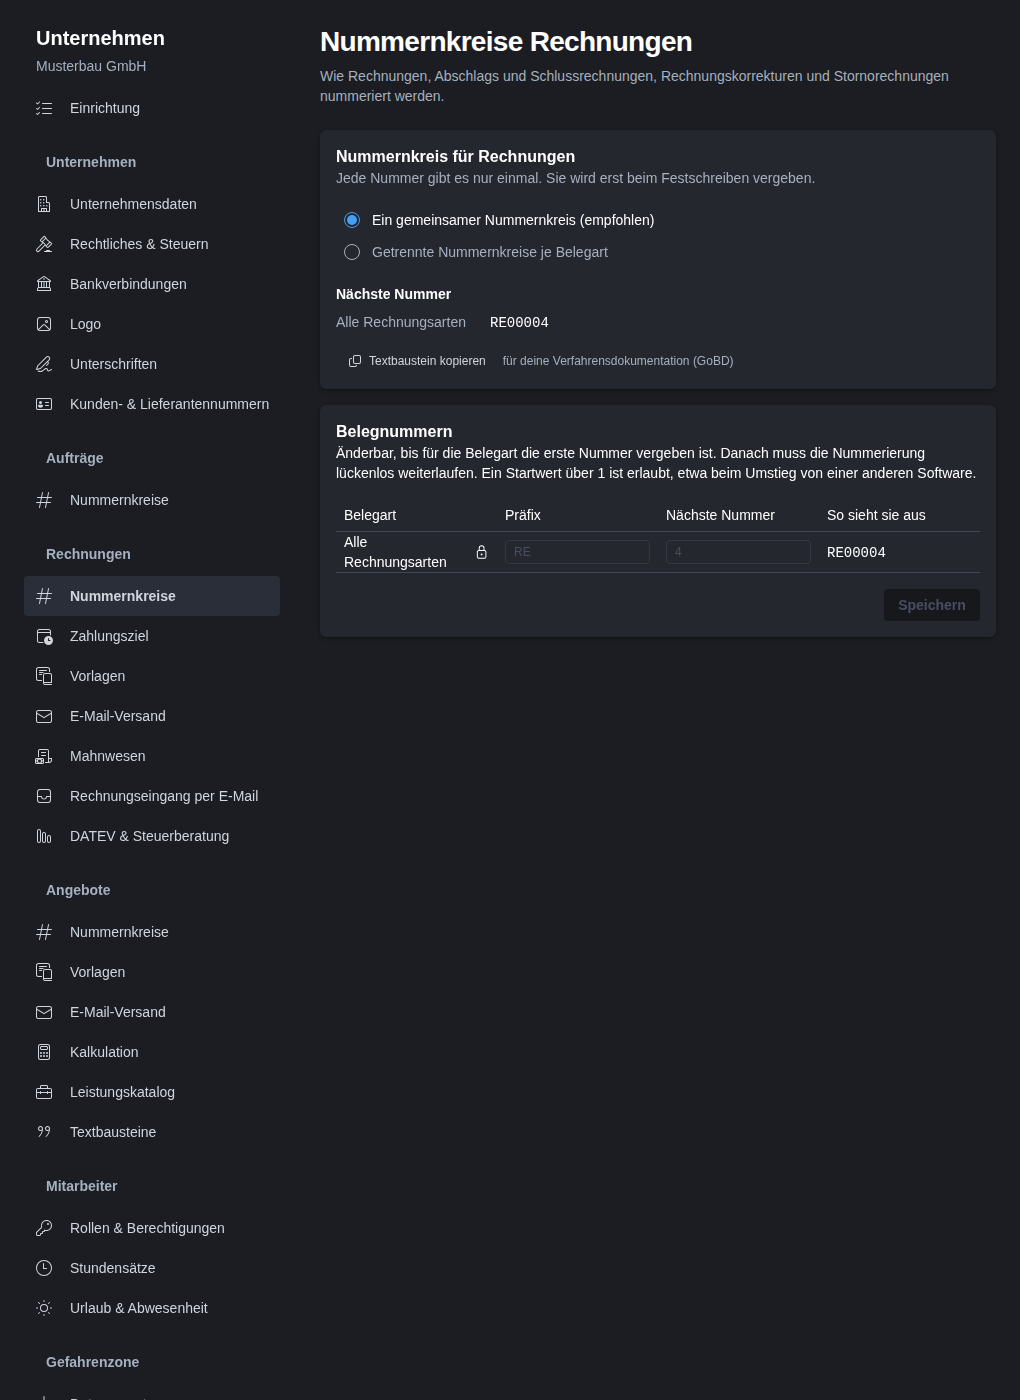 Unternehmen
Musterbau GmbH
Einrichtung
Unternehmen
Unternehmensdaten
Rechtliches & Steuern
Bankverbindungen
Logo
Unterschriften
Kunden- & Lieferantennummern
Aufträge
Nummernkreise
Rechnungen
Nummernkreise
Zahlungsziel
Vorlagen
E-Mail-Versand
Mahnwesen
Rechnungseingang per E-Mail
DATEV & Steuerberatung
Angebote
Nummernkreise
Vorlagen
E-Mail-Versand
Kalkulation
Leistungskatalog
Textbausteine
Mitarbeiter
Rollen & Berechtigungen
Stundensätze
Urlaub & Abwesenheit
Gefahrenzone
Nummernkreise Rechnungen
Wie Rechnungen, Abschlags und Schlussrechnungen, Rechnungskorrekturen und Stornorechnungen
nummeriert werden.
Nummernkreis für Rechnungen
Jede Nummer gibt es nur einmal. Sie wird erst beim Festschreiben vergeben.
Ein gemeinsamer Nummernkreis (empfohlen)
Getrennte Nummernkreise je Belegart
Nächste Nummer
Alle Rechnungsarten RE00004
Textbaustein kopieren für deine Verfahrensdokumentation (GoBD)
Belegnummern
Änderbar, bis für die Belegart die erste Nummer vergeben ist. Danach muss die Nummerierung
lückenlos weiterlaufen. Ein Startwert über 1 ist erlaubt, etwa beim Umstieg von einer anderen Software.
Belegart Präfix Nächste Nummer So sieht sie aus
Alle
Rechnungsarten RE 4 RE00004
Speichern